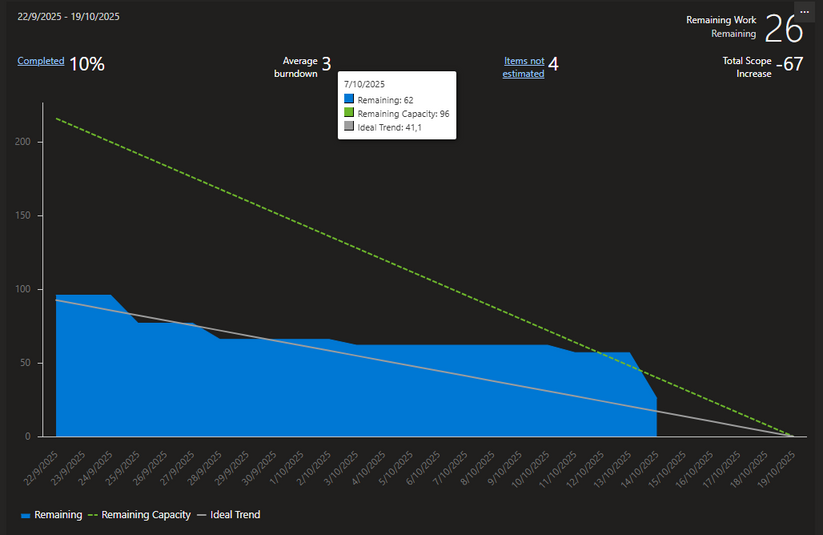 22/9/2025 - 19/10/2025
...
Remaining Work
Remaining
26
Completed 10%
Average
burndown
3
Items not
estimated
4
Total Scope
Increase
-67
7/10/2025
Remaining: 62
Remaining Capacity: 96
Ideal Trend: 41,1
200
150
100
50
0
22/9/2025
23/9/2025
24/9/2025
25/9/2025
26/9/2025
27/9/2025
28/9/2025
29/9/2025
30/9/2025
1/10/2025
2/10/2025
3/10/2025
4/10/2025
5/10/2025
6/10/2025
7/10/2025
8/10/2025
9/10/2025
10/10/2025
11/10/2025
12/10/2025
13/10/2025
14/10/2025
15/10/2025
16/10/2025
17/10/2025
18/10/2025
19/10/2025
Remaining
Remaining Capacity
Ideal Trend